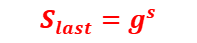 S_last = g^s